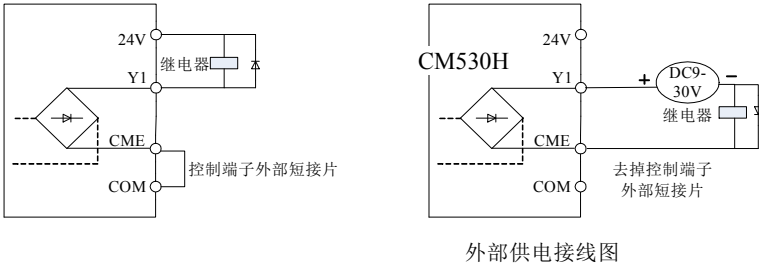 24V
继电器
Y1
CME
控制端子外部短接片
COM
24V
CM530H
Y1
+
DC9-
30V
−
继电器
CME
去掉控制端子
外部短接片
COM
外部供电接线图